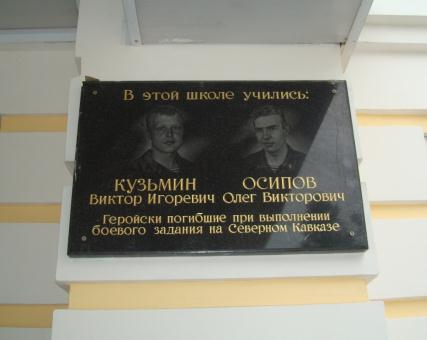 В этой школе учились:
КУЗЬМИН ОСИПОВ
Виктор Игоревич Олег Викторович
Геройски погибшие при выполнении
боевого задания на Северном Кавказе